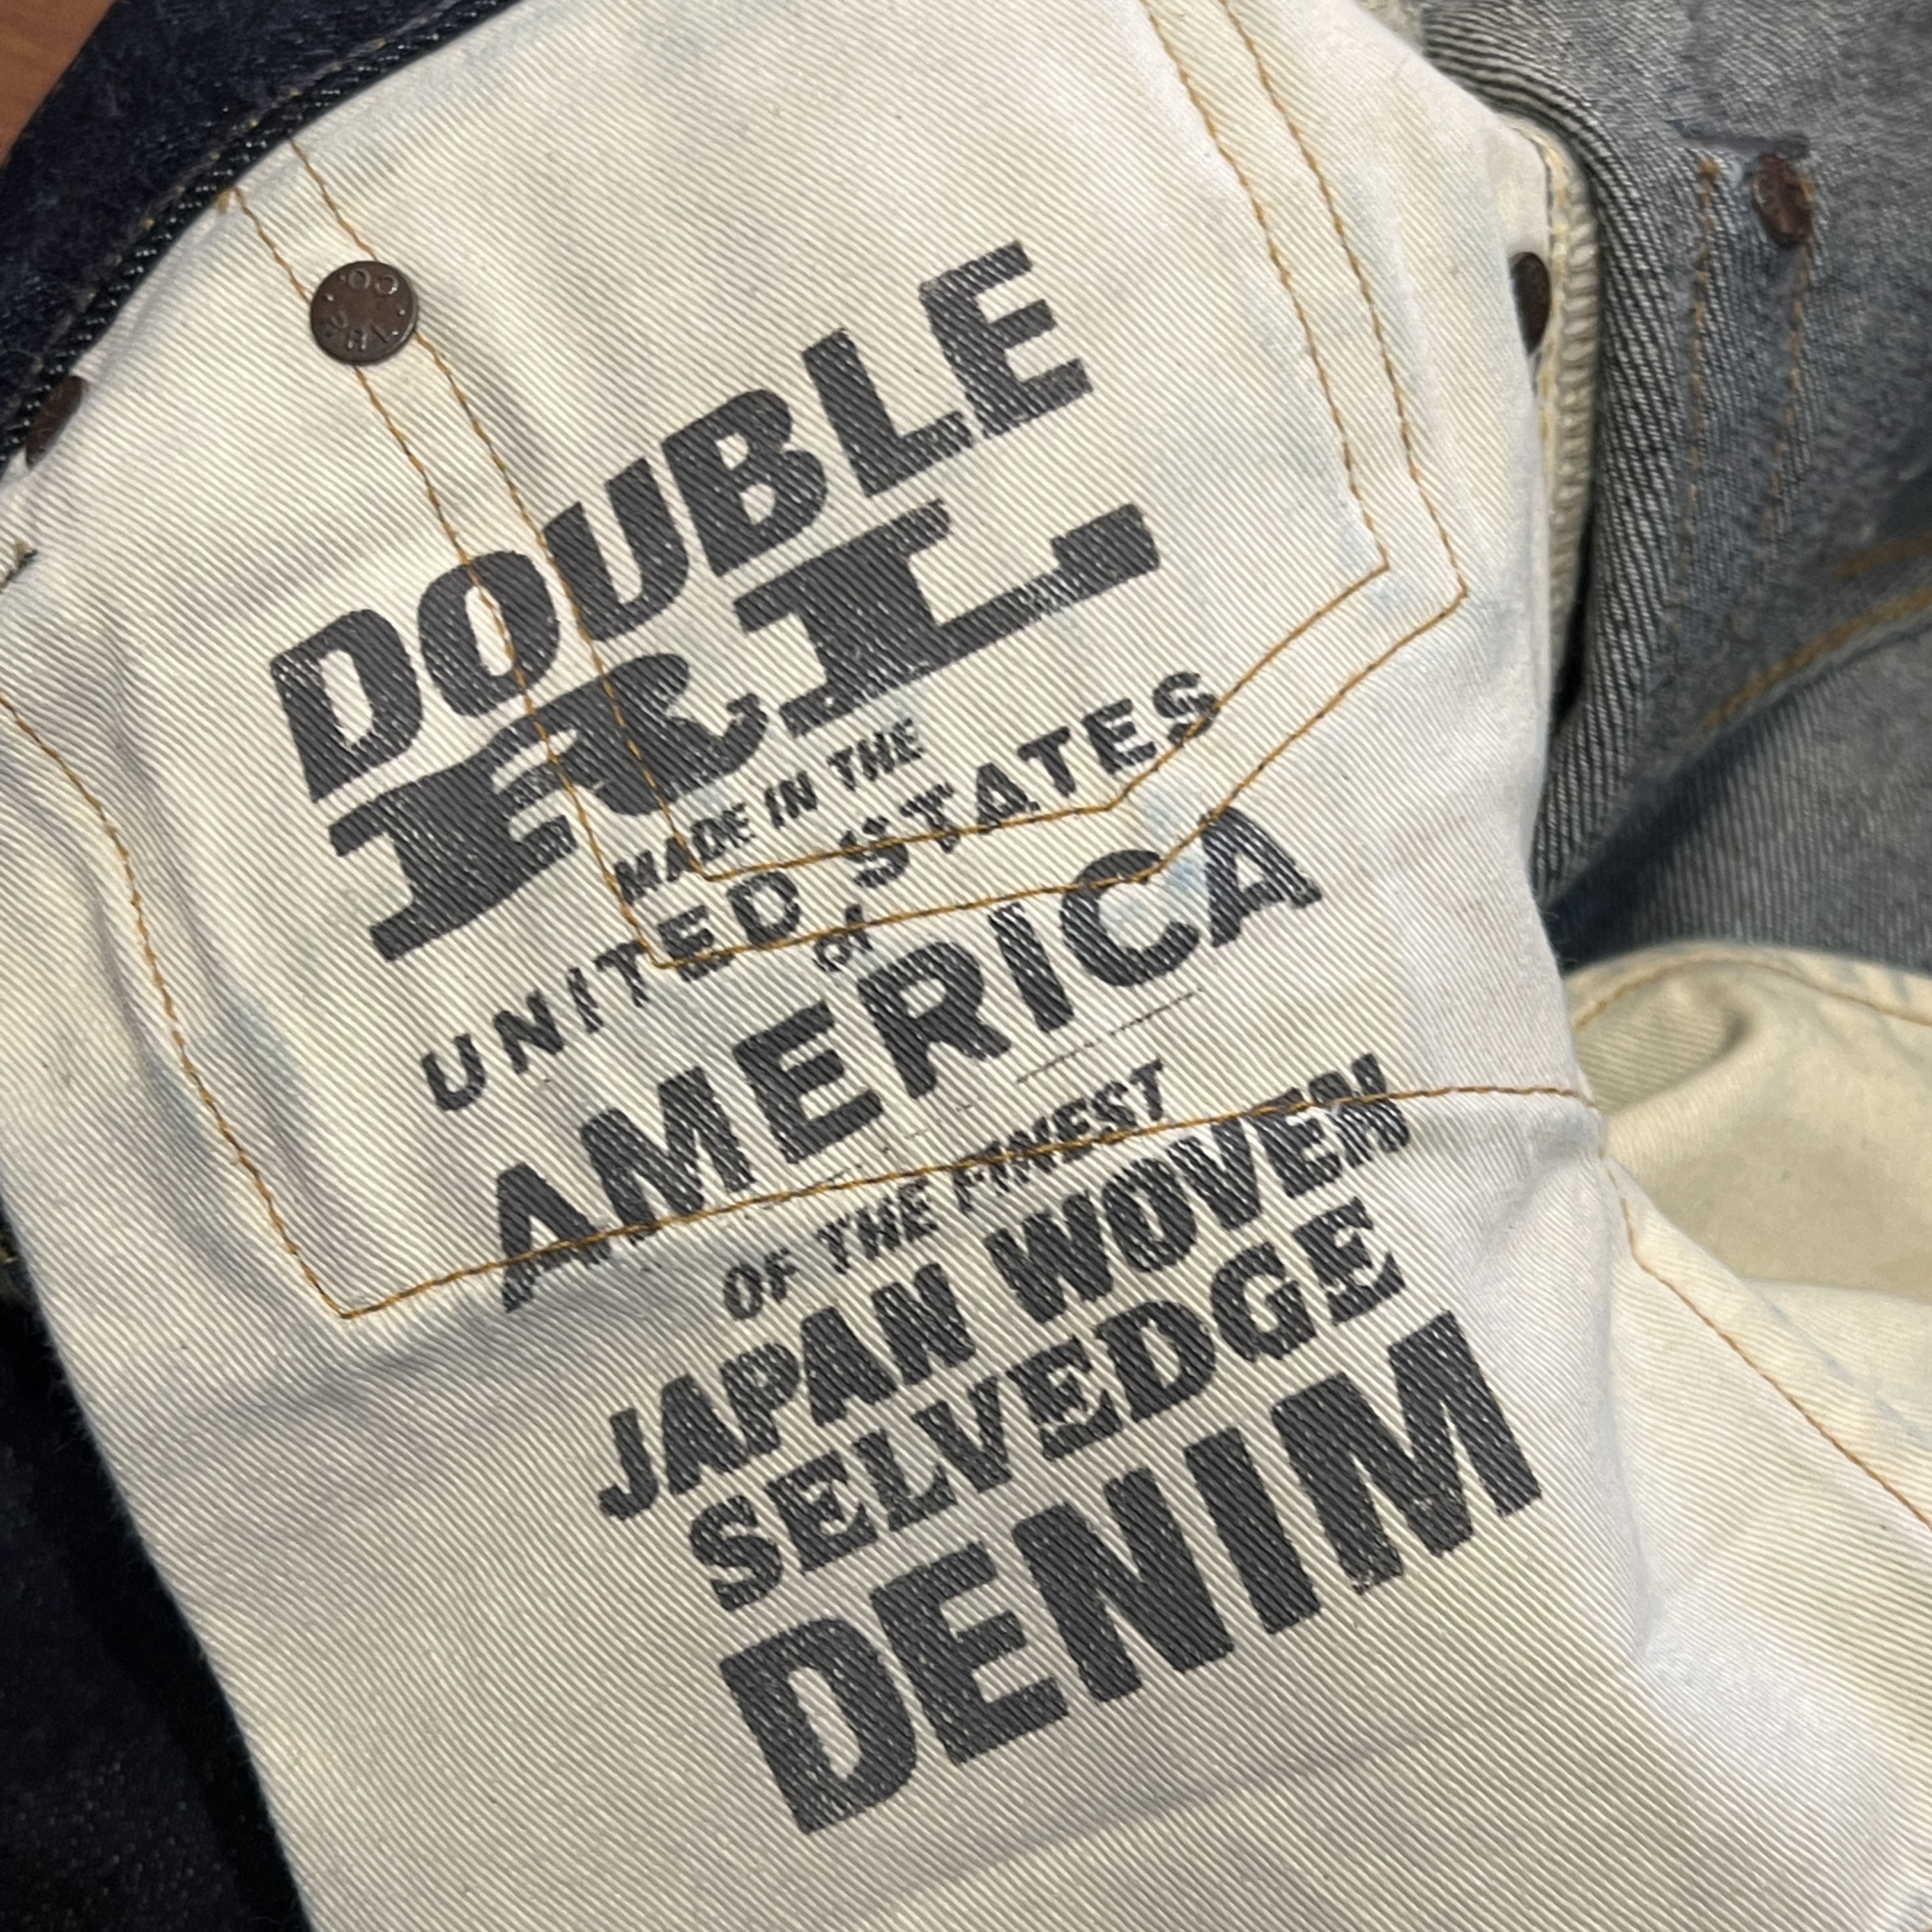 DOUBLE
RL
MADE IN THE
UNITED STATES
of
AMERICA
OF THE FINEST
JAPAN WOVEN
SELVEDGE
DENIM